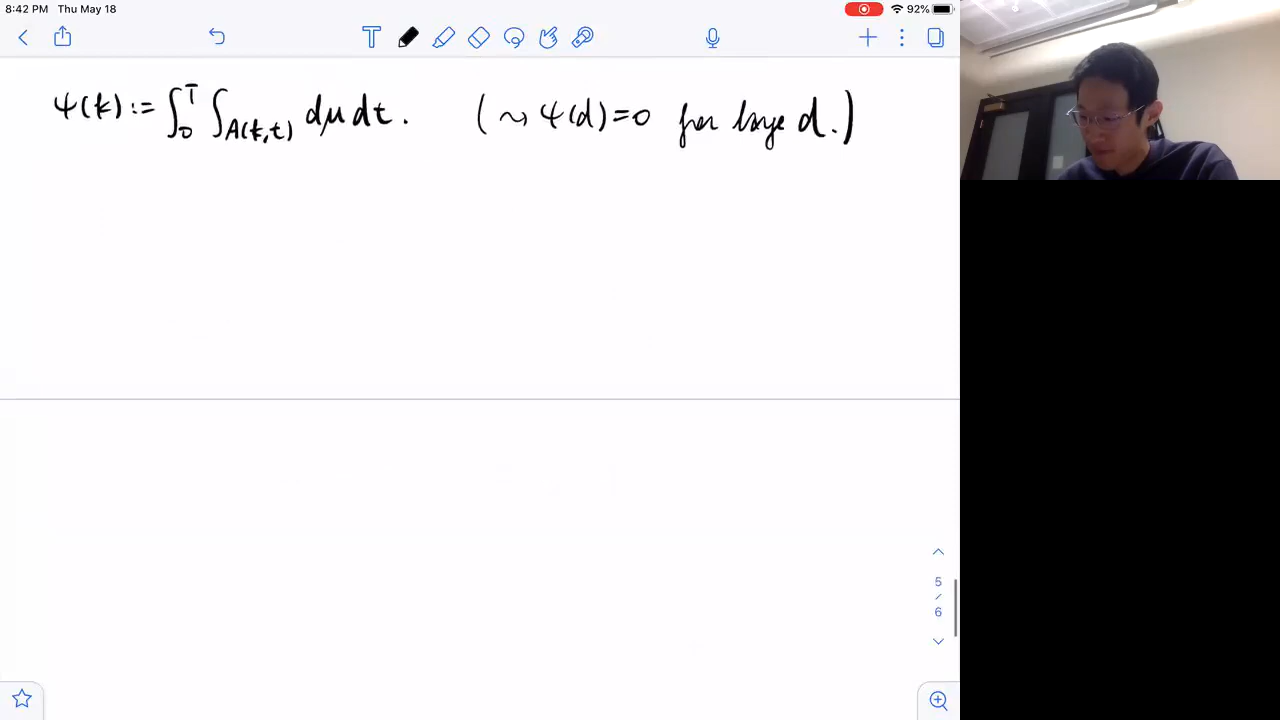 8:42 PM Thu May 18
92%
T
Ψ(k) := ∫₀ᵀ ∫_{A(k,t)} dμ dt. ( ⇝ Ψ(d)=0 for large d.)
5
/
6